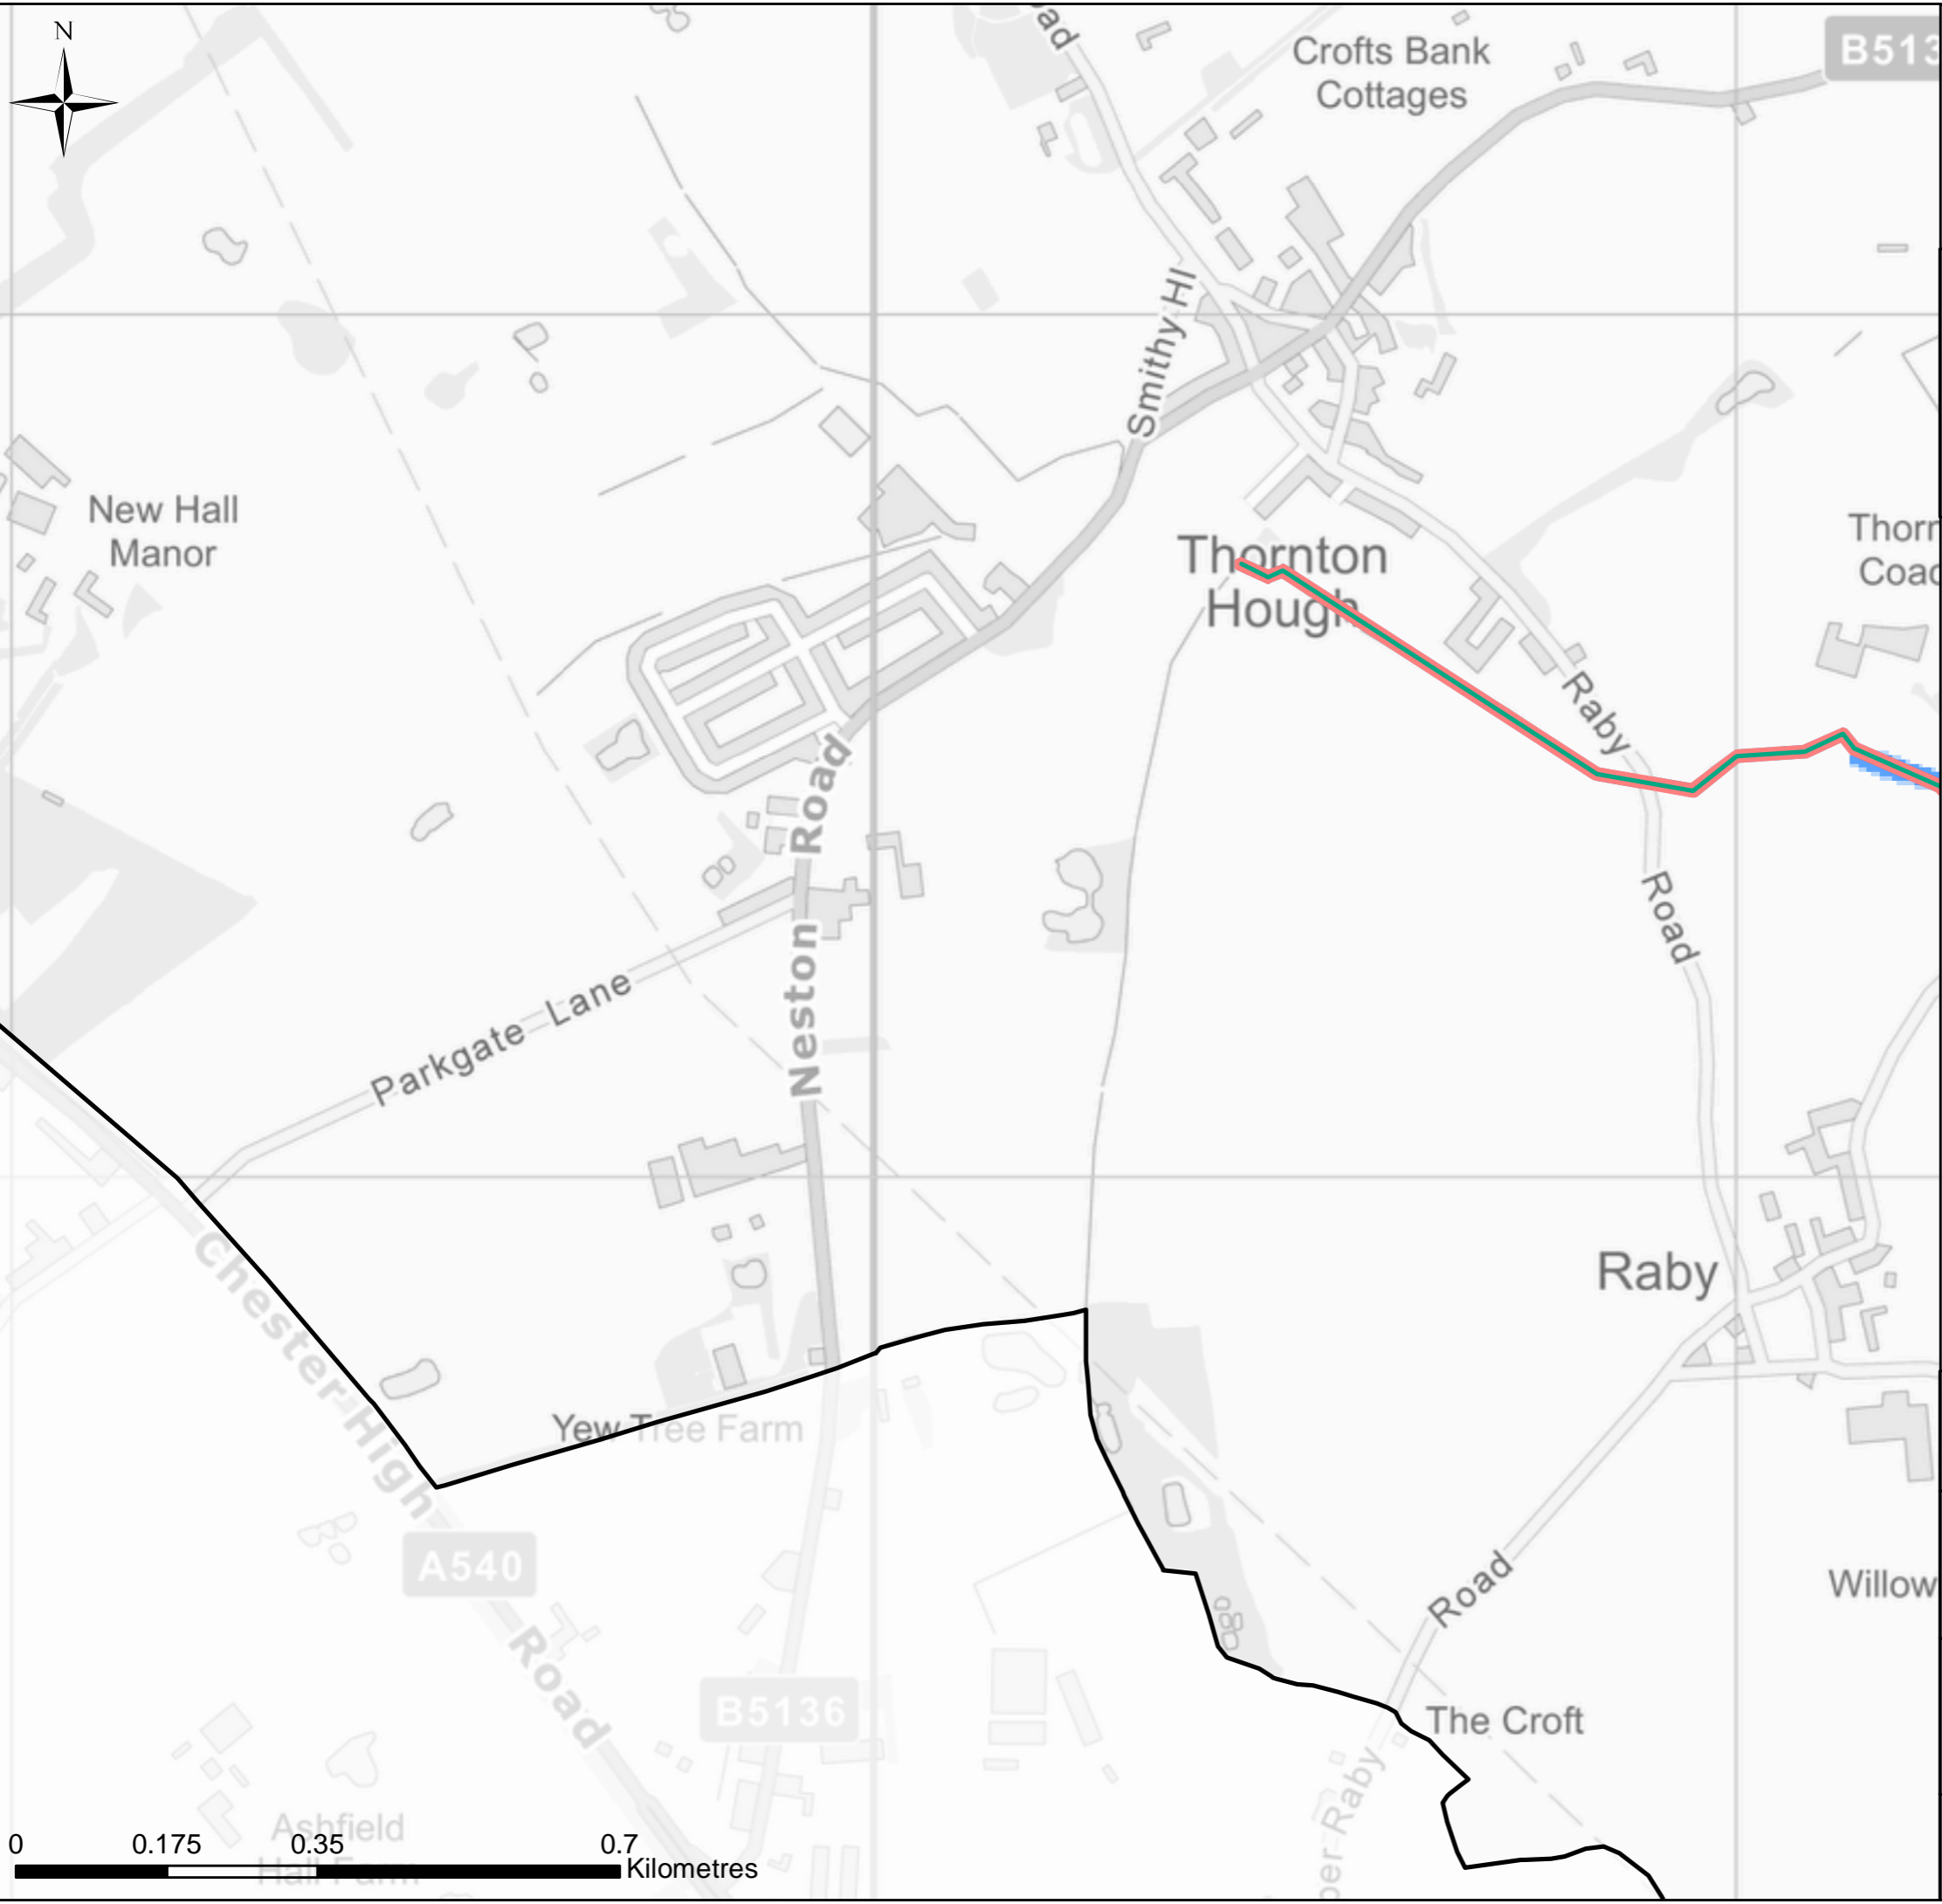 N
Crofts Bank
Cottages
B513
Smithy Hl
New Hall
Manor
Thornton
Hough
Raby
Road
Neston Road
Parkgate Lane
Raby
Chester High
Road
Yew Tree Farm
A540
B5136
Road
Willow
The Croft
Ashfield
Hall Farm
0 0.175 0.35 0.7
Kilometres